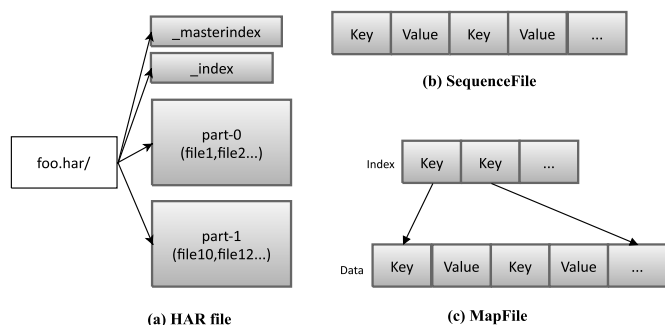 foo.har/
_masterindex
_index
part-0
(file1,file2...)
part-1
(file10,file12...)
(a) HAR file
Key Value Key Value ...
(b) SequenceFile
Index Key Key ...
Data Key Value Key Value ...
(c) MapFile